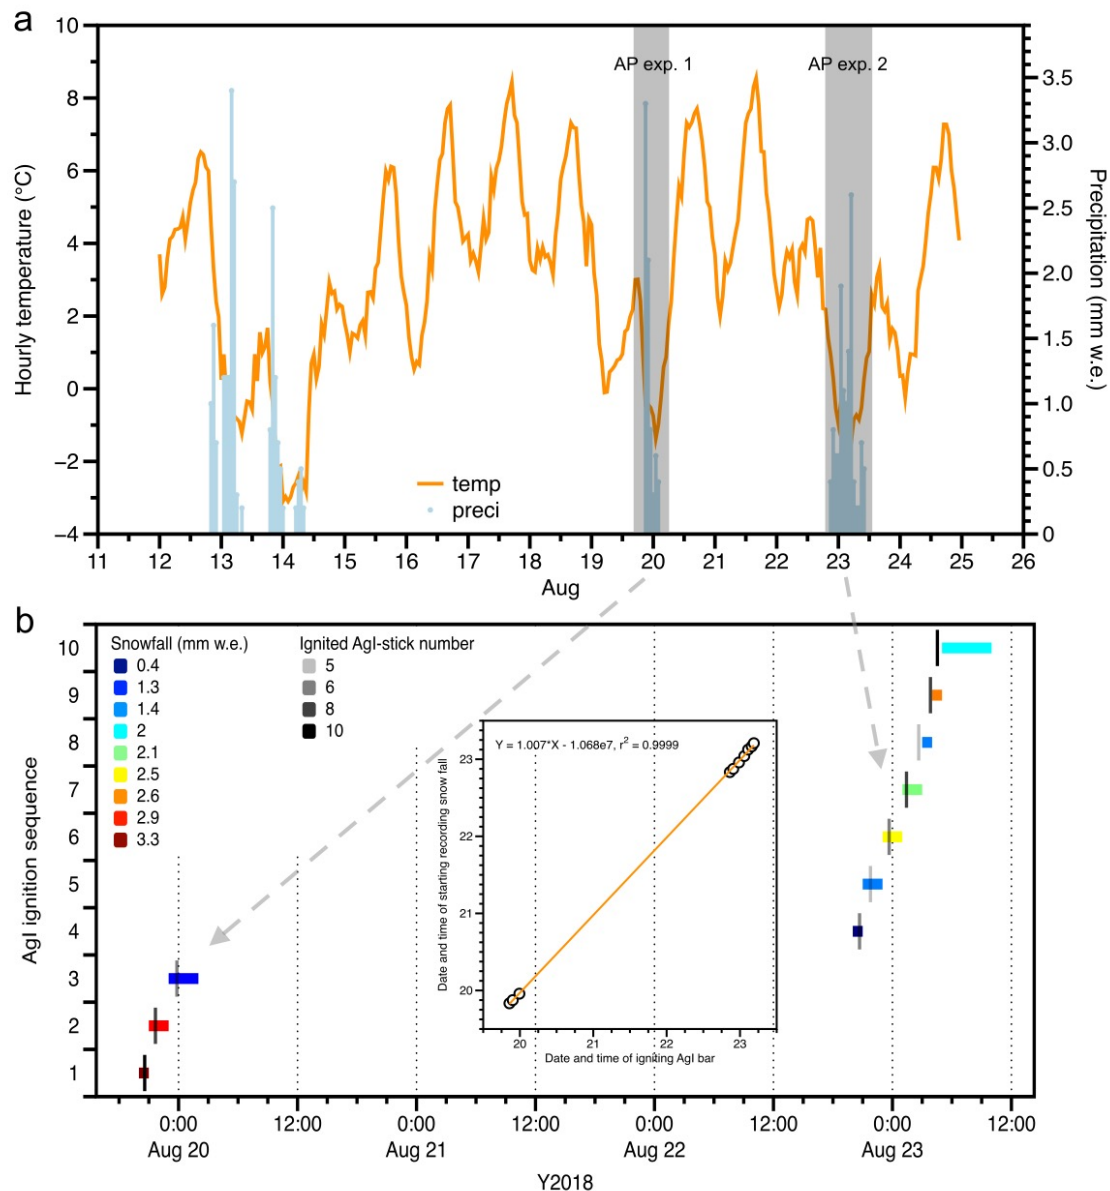 a
AP exp. 1
AP exp. 2
Hourly temperature (°C)
10
8
6
4
2
0
−2
−4
Precipitation (mm w.e.)
3.5
3.0
2.5
2.0
1.5
1.0
0.5
0
temp
preci
11 12 13 14 15 16 17 18 19 20 21 22 23 24 25 26
Aug
b
AgI ignition sequence
10
9
8
7
6
5
4
3
2
1
Snowfall (mm w.e.)
0.4
1.3
1.4
2
2.1
2.5
2.6
2.9
3.3
Ignited AgI-stick number
5
6
8
10
Y = 1.007*X - 1.068e7, r² = 0.9999
Date and time of starting recording snow fall
23
22
21
20
20 21 22 23
Date and time of igniting AgI bar
0:00 12:00 0:00 12:00 0:00 12:00 0:00 12:00
Aug 20 Aug 21 Aug 22 Aug 23
Y2018